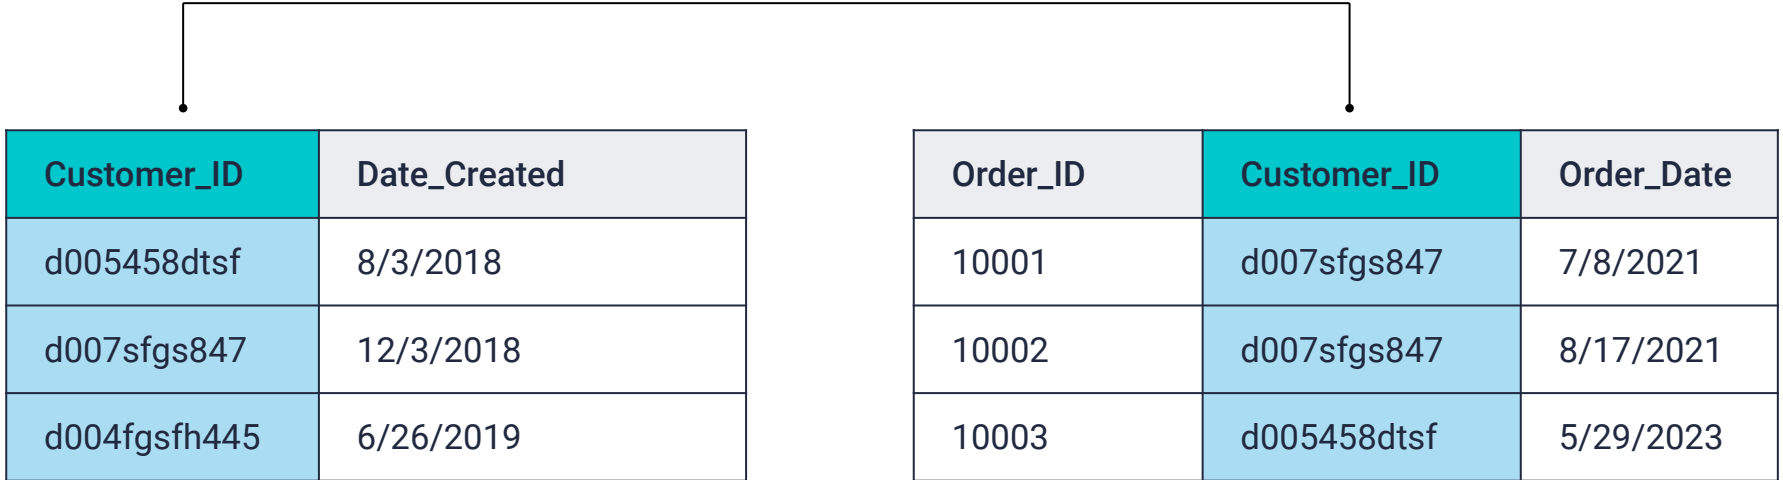 Customer_ID Date_Created
d005458dtsf 8/3/2018
d007sfgs847 12/3/2018
d004fgsfh445 6/26/2019
Order_ID Customer_ID Order_Date
10001 d007sfgs847 7/8/2021
10002 d007sfgs847 8/17/2021
10003 d005458dtsf 5/29/2023